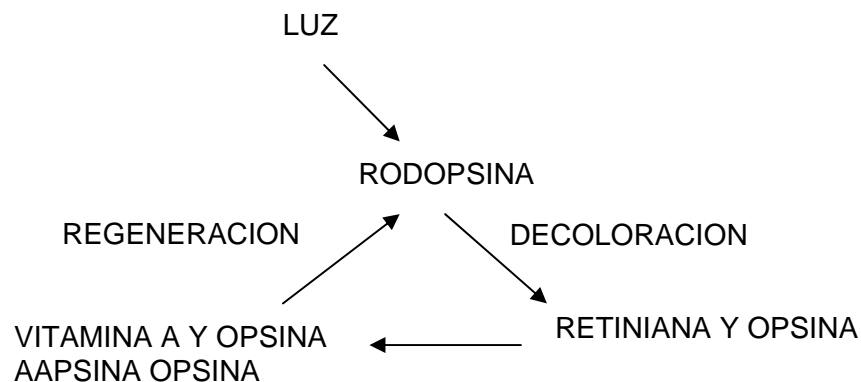 LUZ
RODOPSINA
REGENERACION
DECOLORACION
RETINIANA Y OPSINA
VITAMINA A Y OPSINA
AAPSINA OPSINA